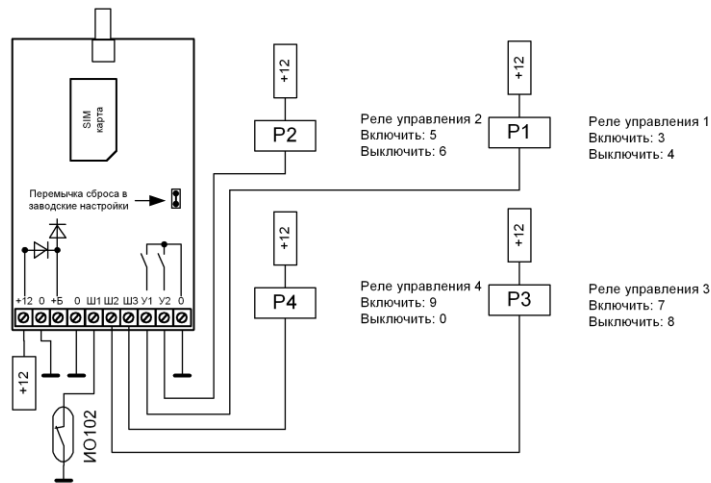 SIM
карта
Перемычка сброса в
заводские настройки
+12 0 +Б 0 Ш1 Ш2 Ш3 У1 У2 0
+12
ИО102
+12
P2
Реле управления 2
Включить: 5
Выключить: 6
+12
P1
Реле управления 1
Включить: 3
Выключить: 4
+12
P4
Реле управления 4
Включить: 9
Выключить: 0
+12
P3
Реле управления 3
Включить: 7
Выключить: 8